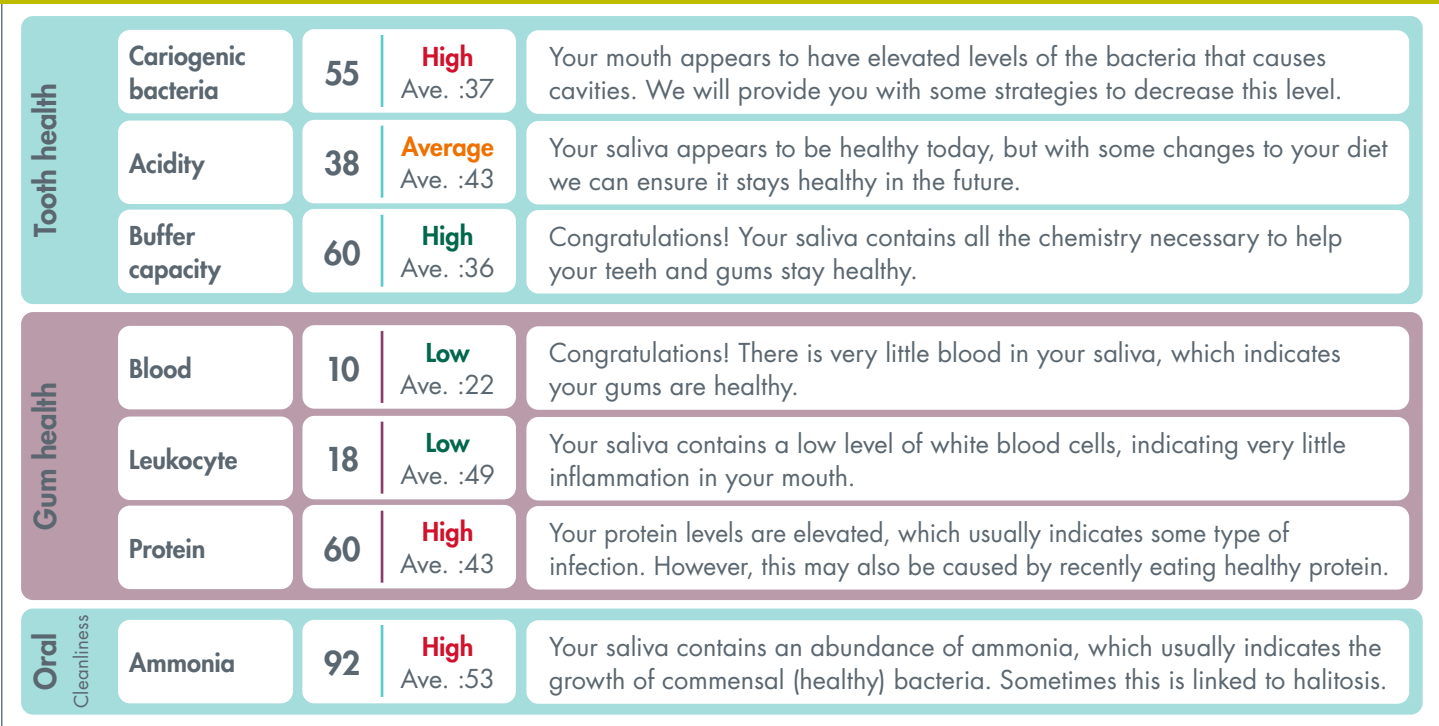 Tooth health
Cariogenic
bacteria
55
High
Ave. :37
Your mouth appears to have elevated levels of the bacteria that causes
cavities. We will provide you with some strategies to decrease this level.
Acidity
38
Average
Ave. :43
Your saliva appears to be healthy today, but with some changes to your diet
we can ensure it stays healthy in the future.
Buffer
capacity
60
High
Ave. :36
Congratulations! Your saliva contains all the chemistry necessary to help
your teeth and gums stay healthy.
Gum health
Blood
10
Low
Ave. :22
Congratulations! There is very little blood in your saliva, which indicates
your gums are healthy.
Leukocyte
18
Low
Ave. :49
Your saliva contains a low level of white blood cells, indicating very little
inflammation in your mouth.
Protein
60
High
Ave. :43
Your protein levels are elevated, which usually indicates some type of
infection. However, this may also be caused by recently eating healthy protein.
Oral
Cleanliness
Ammonia
92
High
Ave. :53
Your saliva contains an abundance of ammonia, which usually indicates the
growth of commensal (healthy) bacteria. Sometimes this is linked to halitosis.